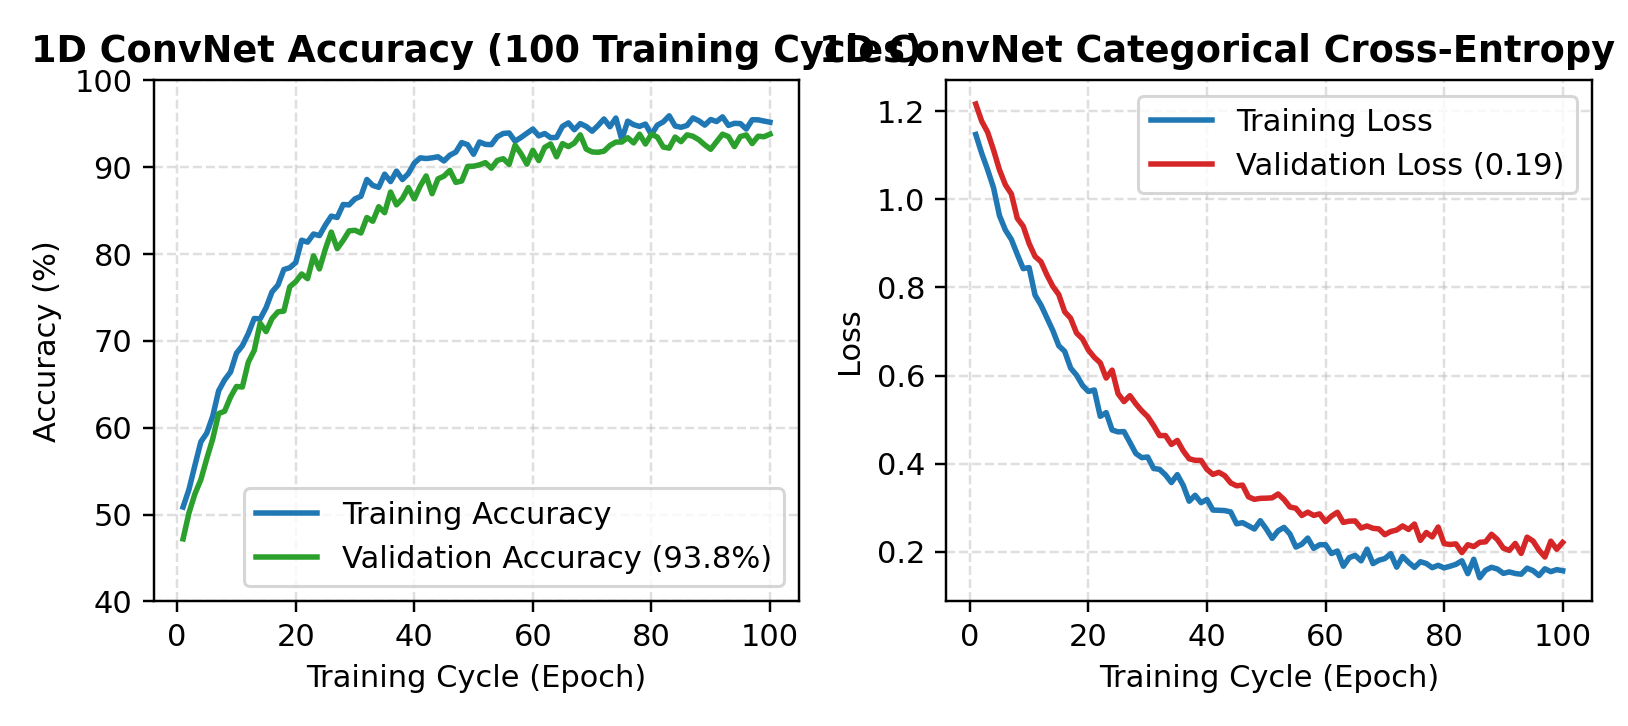 1D ConvNet Accuracy (100 Training Cycles)
100
90
80
70
60
50
40
Accuracy (%)
Training Accuracy
Validation Accuracy (93.8%)
0 20 40 60 80 100
Training Cycle (Epoch)
1D ConvNet Categorical Cross-Entropy
1.2
1.0
0.8
0.6
0.4
0.2
Loss
Training Loss
Validation Loss (0.19)
0 20 40 60 80 100
Training Cycle (Epoch)